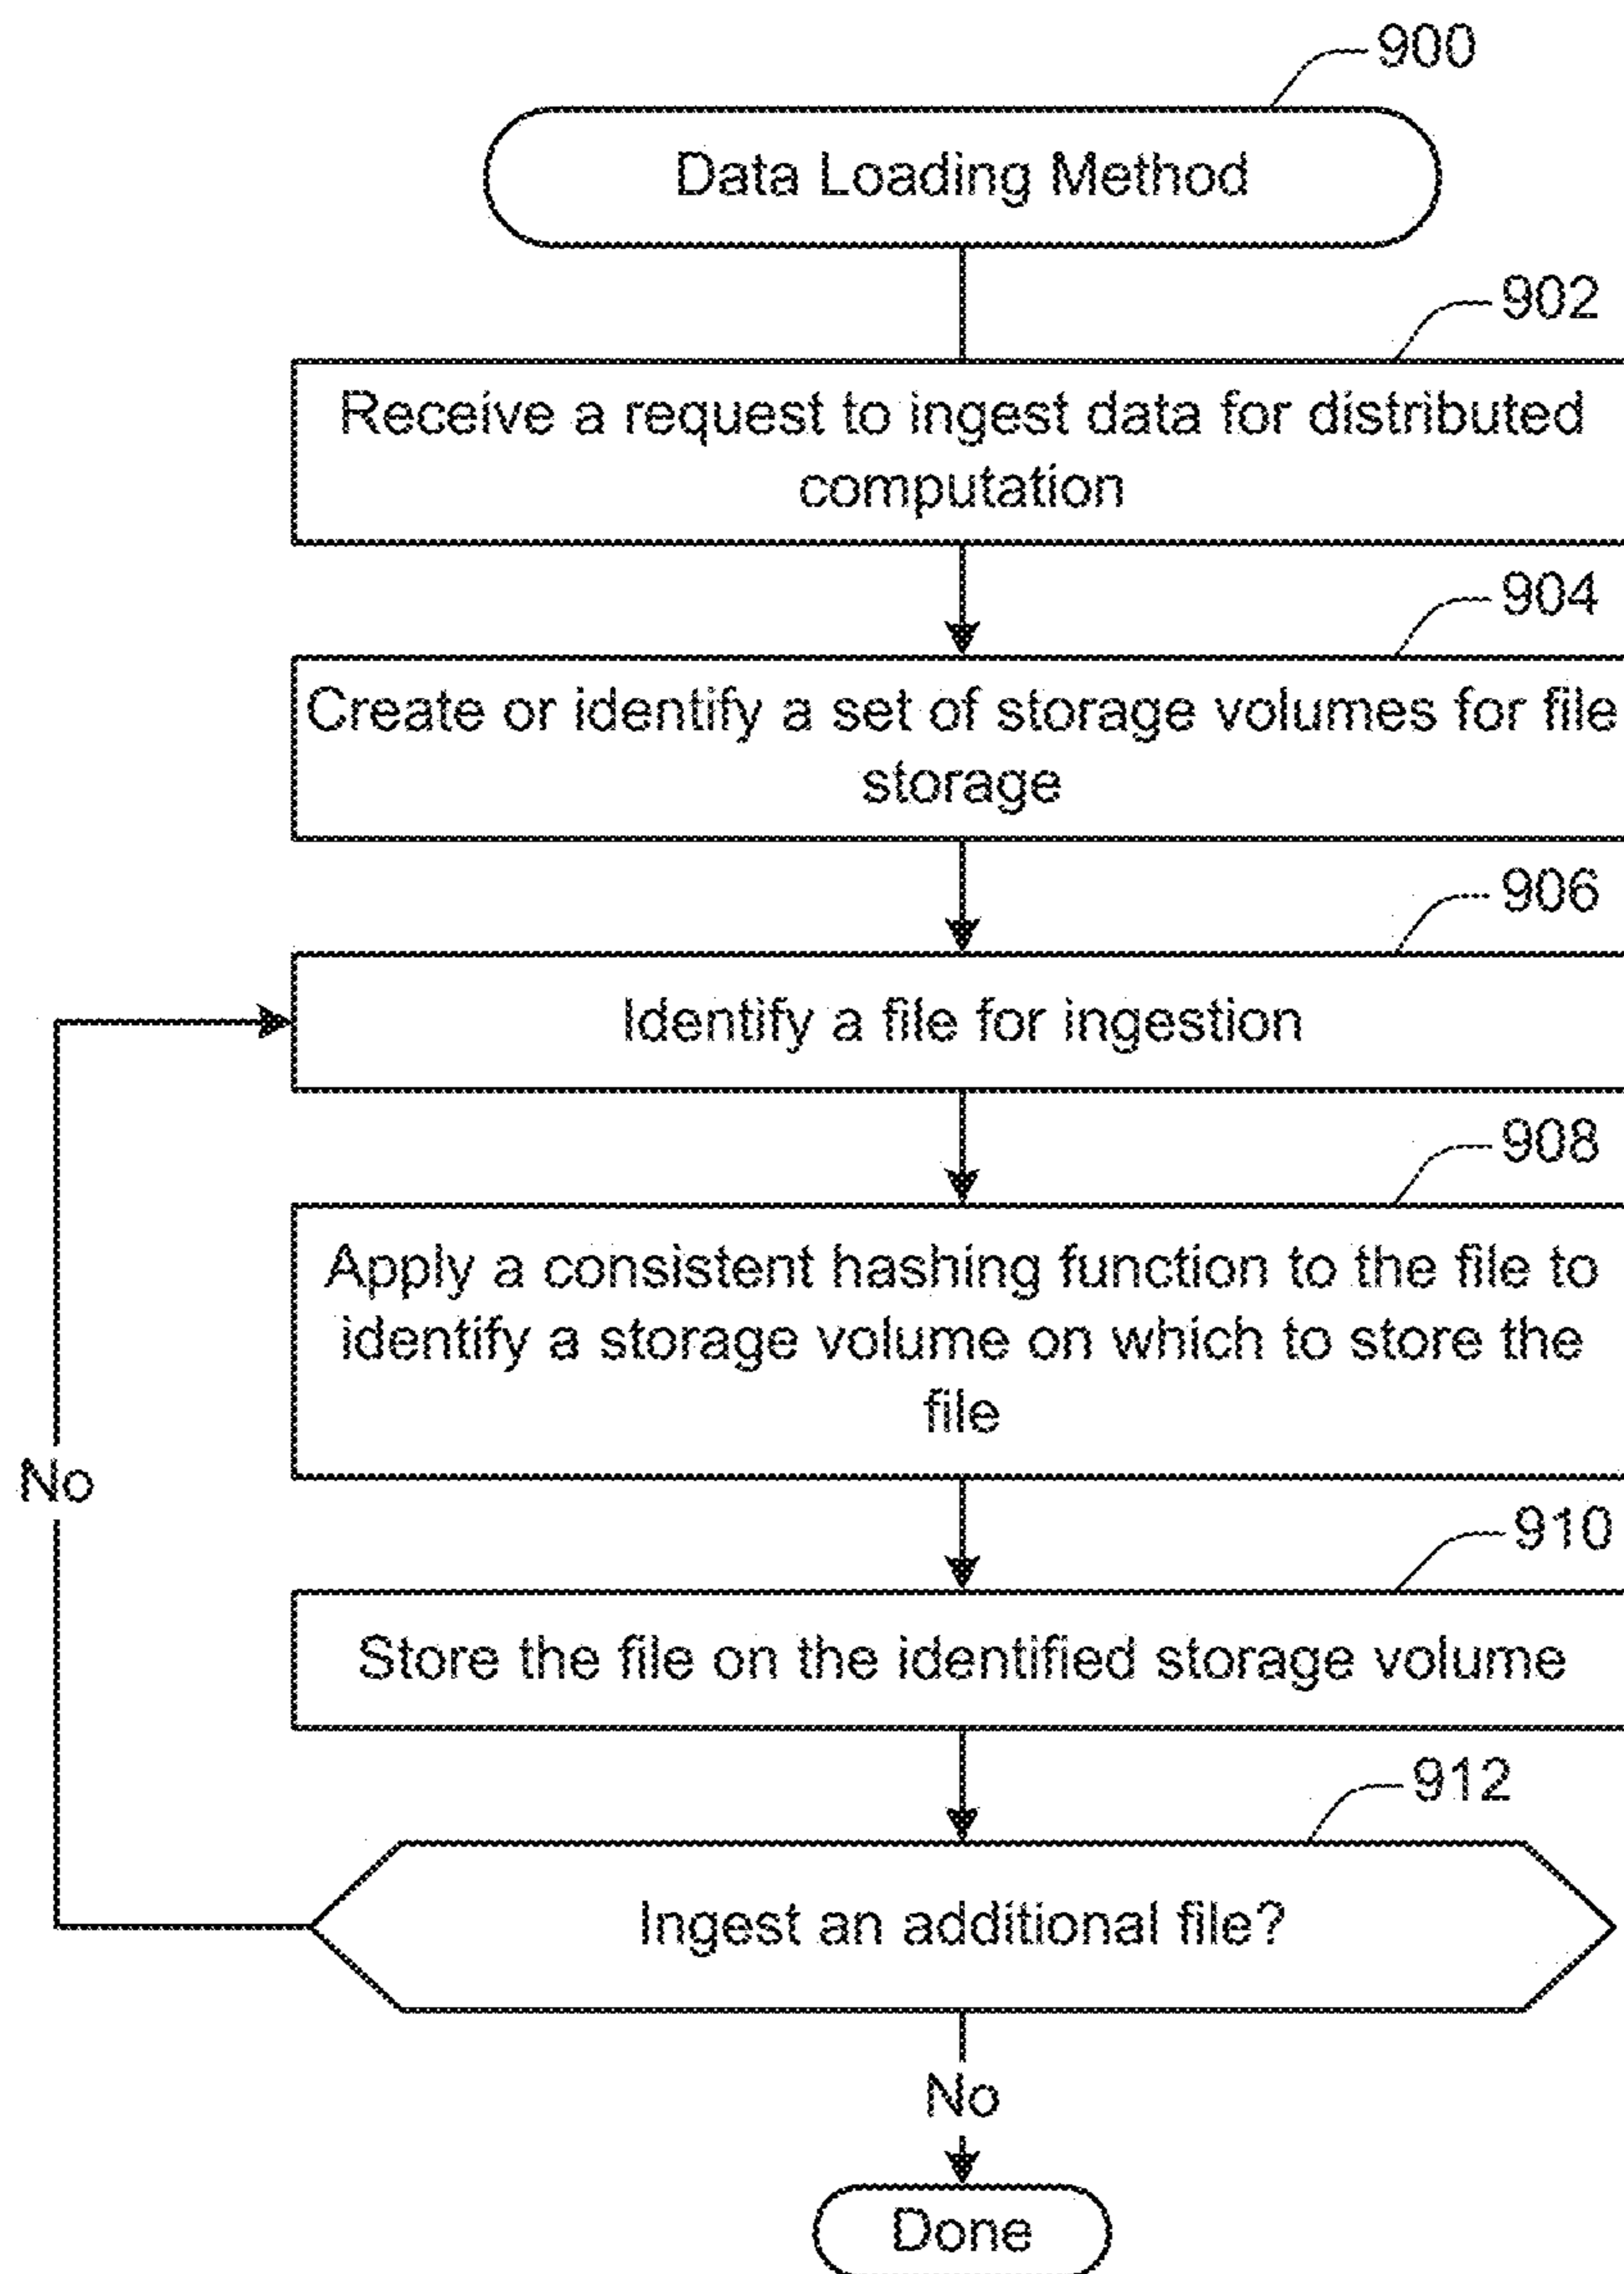 900
Data Loading Method
902
Receive a request to ingest data for distributed
computation
904
Create or identify a set of storage volumes for file
storage
906
Identify a file for ingestion
908
Apply a consistent hashing function to the file to
identify a storage volume on which to store the
file
No
910
Store the file on the identified storage volume
912
Ingest an additional file?
No
Done